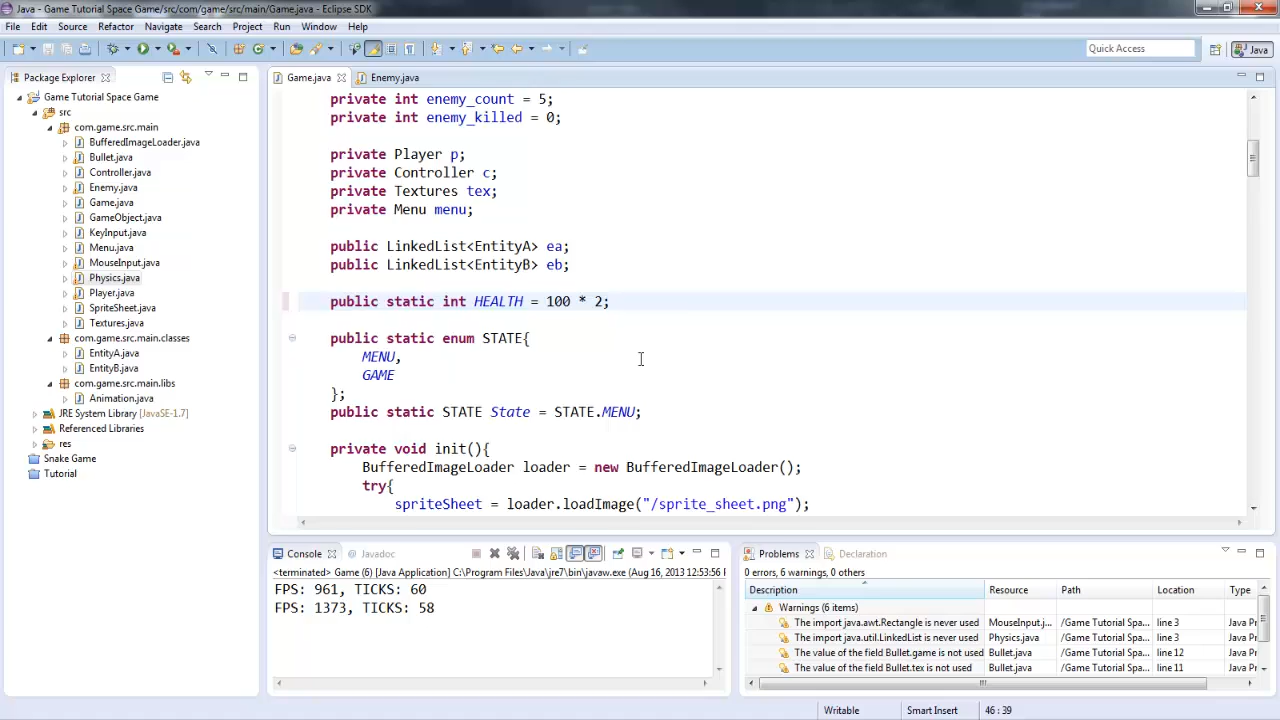 Java - Game Tutorial Space Game/src/com/game/src/main/Game.java - Eclipse SDK
File Edit Source Refactor Navigate Search Project Run Window Help
Quick Access
Java
Package Explorer
Game Tutorial Space Game
src
com.game.src.main
BufferedImageLoader.java
Bullet.java
Controller.java
Enemy.java
Game.java
GameObject.java
KeyInput.java
Menu.java
MouseInput.java
Physics.java
Player.java
SpriteSheet.java
Textures.java
com.game.src.main.classes
EntityA.java
EntityB.java
com.game.src.main.libs
Animation.java
JRE System Library [JavaSE-1.7]
Referenced Libraries
res
Snake Game
Tutorial
Game.java Enemy.java
private int enemy_count = 5;
private int enemy_killed = 0;
private Player p;
private Controller c;
private Textures tex;
private Menu menu;
public LinkedList<EntityA> ea;
public LinkedList<EntityB> eb;
public static int HEALTH = 100 * 2;
public static enum STATE{
MENU,
GAME
};
public static STATE State = STATE.MENU;
private void init(){
BufferedImageLoader loader = new BufferedImageLoader();
try{
spriteSheet = loader.loadImage("/sprite_sheet.png");
Console Javadoc
<terminated> Game (6) [Java Application] C:\Program Files\Java\jre7\bin\javaw.exe (Aug 16, 2013 12:53:56 P
FPS: 961, TICKS: 60
FPS: 1373, TICKS: 58
Problems Declaration
0 errors, 6 warnings, 0 others
Description Resource Path Location Type
Warnings (6 items)
The import java.awt.Rectangle is never used MouseInput.j... /Game Tutorial Spa... line 3 Java Pr
The import java.util.LinkedList is never used Physics.java /Game Tutorial Spa... line 3 Java Pr
The value of the field Bullet.game is not used Bullet.java /Game Tutorial Spa... line 12 Java Pr
The value of the field Bullet.tex is not used Bullet.java /Game Tutorial Spa... line 11 Java Pr
Writable Smart Insert 46 : 39